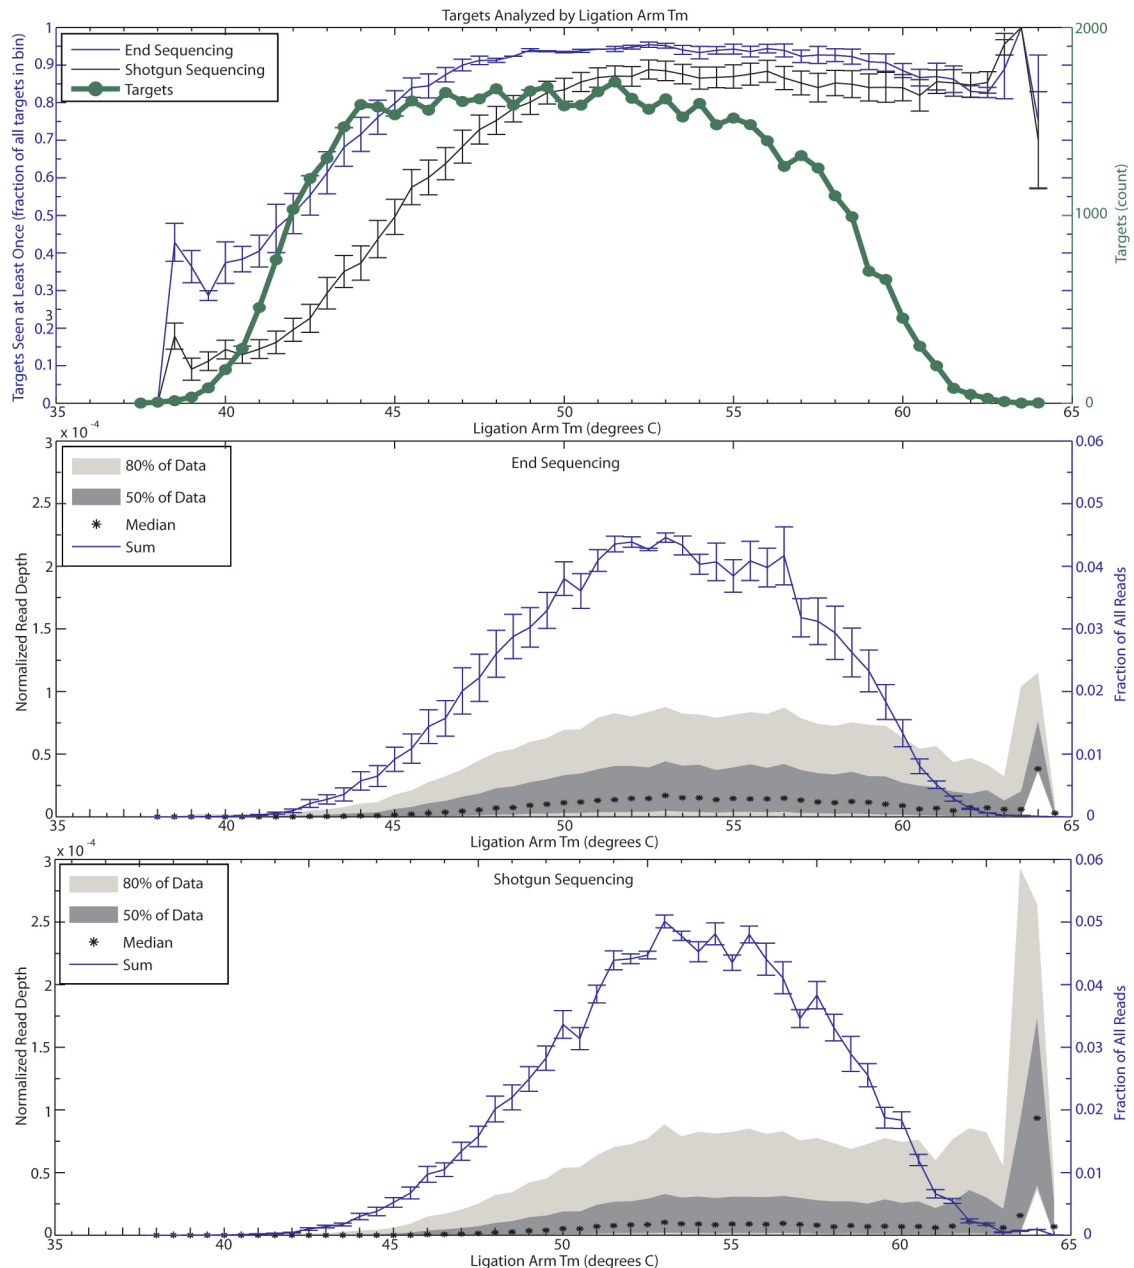 Targets Analyzed by Ligation Arm Tm
End Sequencing
Shotgun Sequencing
Targets
Targets Seen at Least Once (fraction of all targets in bin)
1
0.9
0.8
0.7
0.6
0.5
0.4
0.3
3
0.2
0.1
0
2000
1000
0
Targets (count)
35 40 45 50 55 60 65
Ligation Arm Tm (degrees C)
x 10-4
End Sequencing
80% of Data
50% of Data
Median
Sum
Normalized Read Depth
3
2.5
2
1.5
1
0.5
0
0.06
0.05
0.04
0.03
0.02
0.01
0
Fraction of All Reads
35 40 45 50 55 60 65
Ligation Arm Tm (degrees C)
x 10-4
Shotgun Sequencing
80% of Data
50% of Data
Median
Sum
Normalized Read Depth
3
2.5
2
1.5
1
0.5
0
0.06
0.05
0.04
0.03
0.02
0.01
0
Fraction of All Reads
35 40 45 50 55 60 65
Ligation Arm Tm (degrees C)